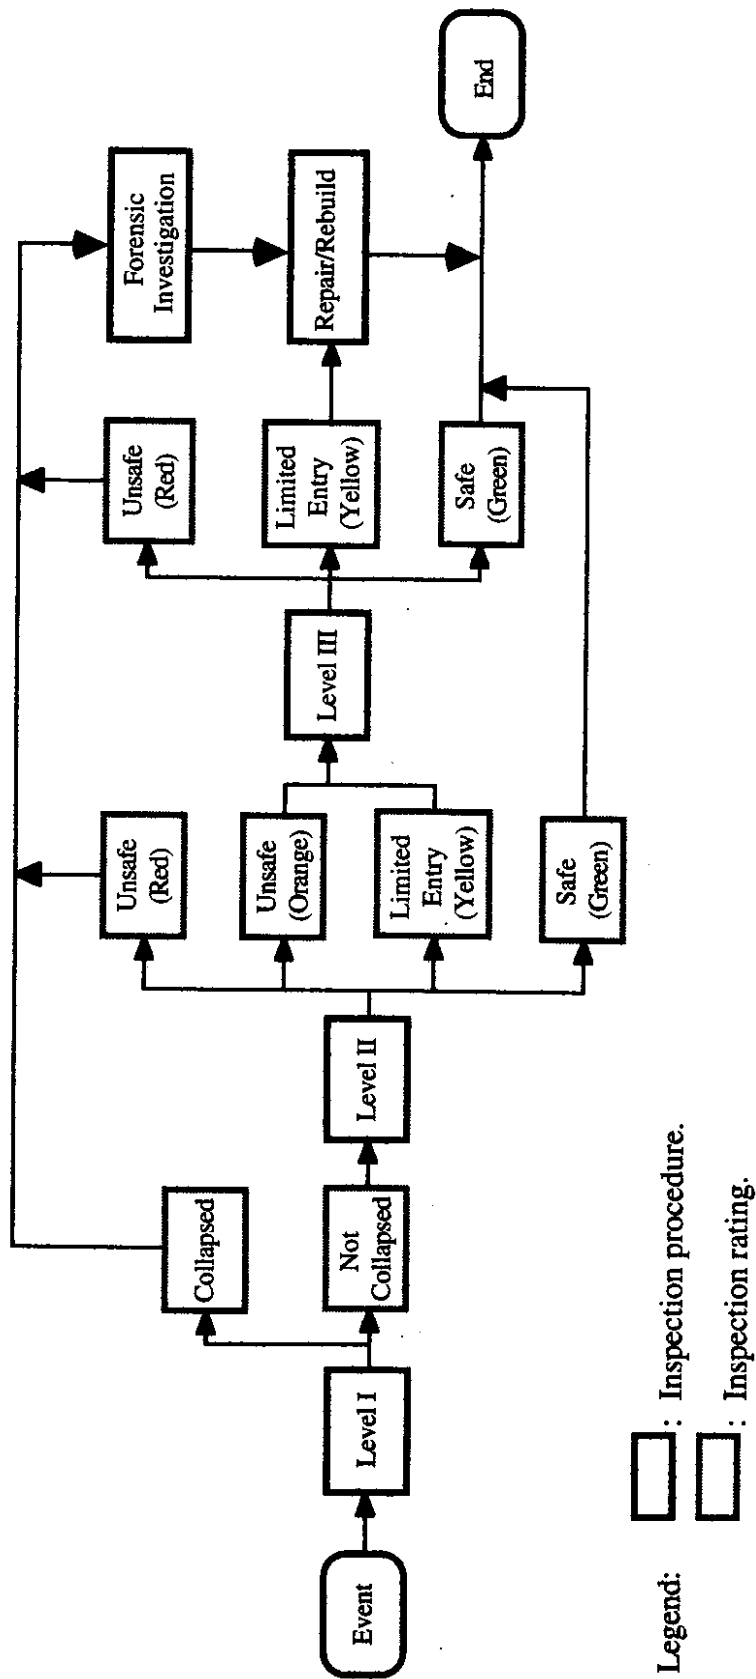 Event
Level I
Collapsed
Not
Collapsed
Level II
Unsafe
(Red)
Unsafe
(Orange)
Limited
Entry
(Yellow)
Safe
(Green)
Level III
Unsafe
(Red)
Limited
Entry
(Yellow)
Safe
(Green)
Forensic
Investigation
Repair/Rebuild
End
Legend:
: Inspection procedure.
: Inspection rating.